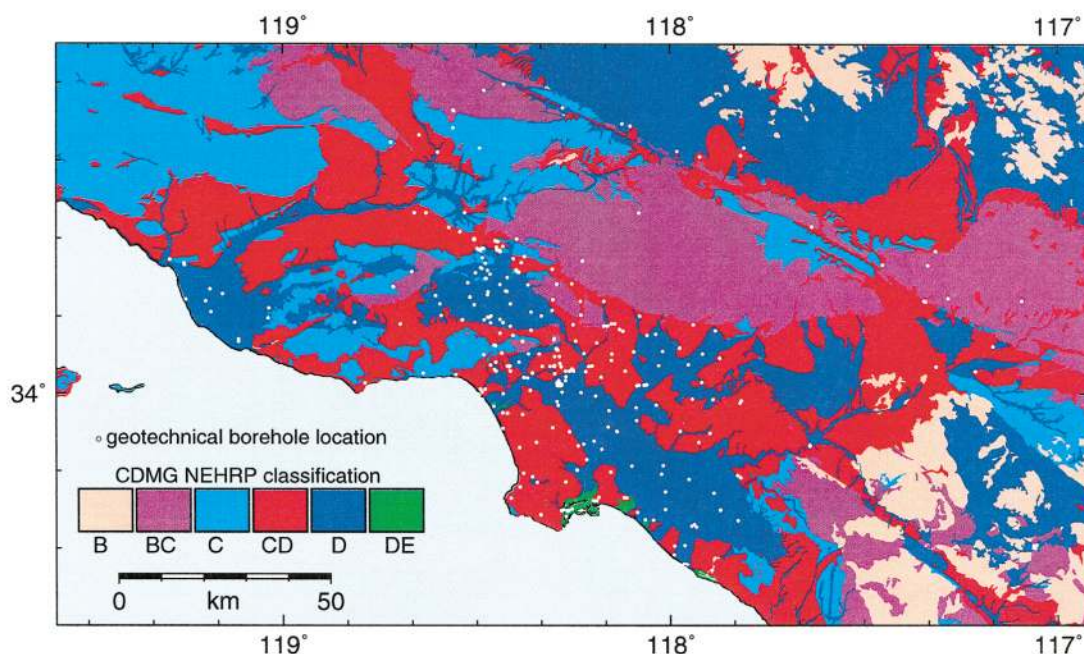 119° 118° 117°
34°
geotechnical borehole location
CDMG NEHRP classification
B BC C CD D DE
0 km 50
119° 118° 117°